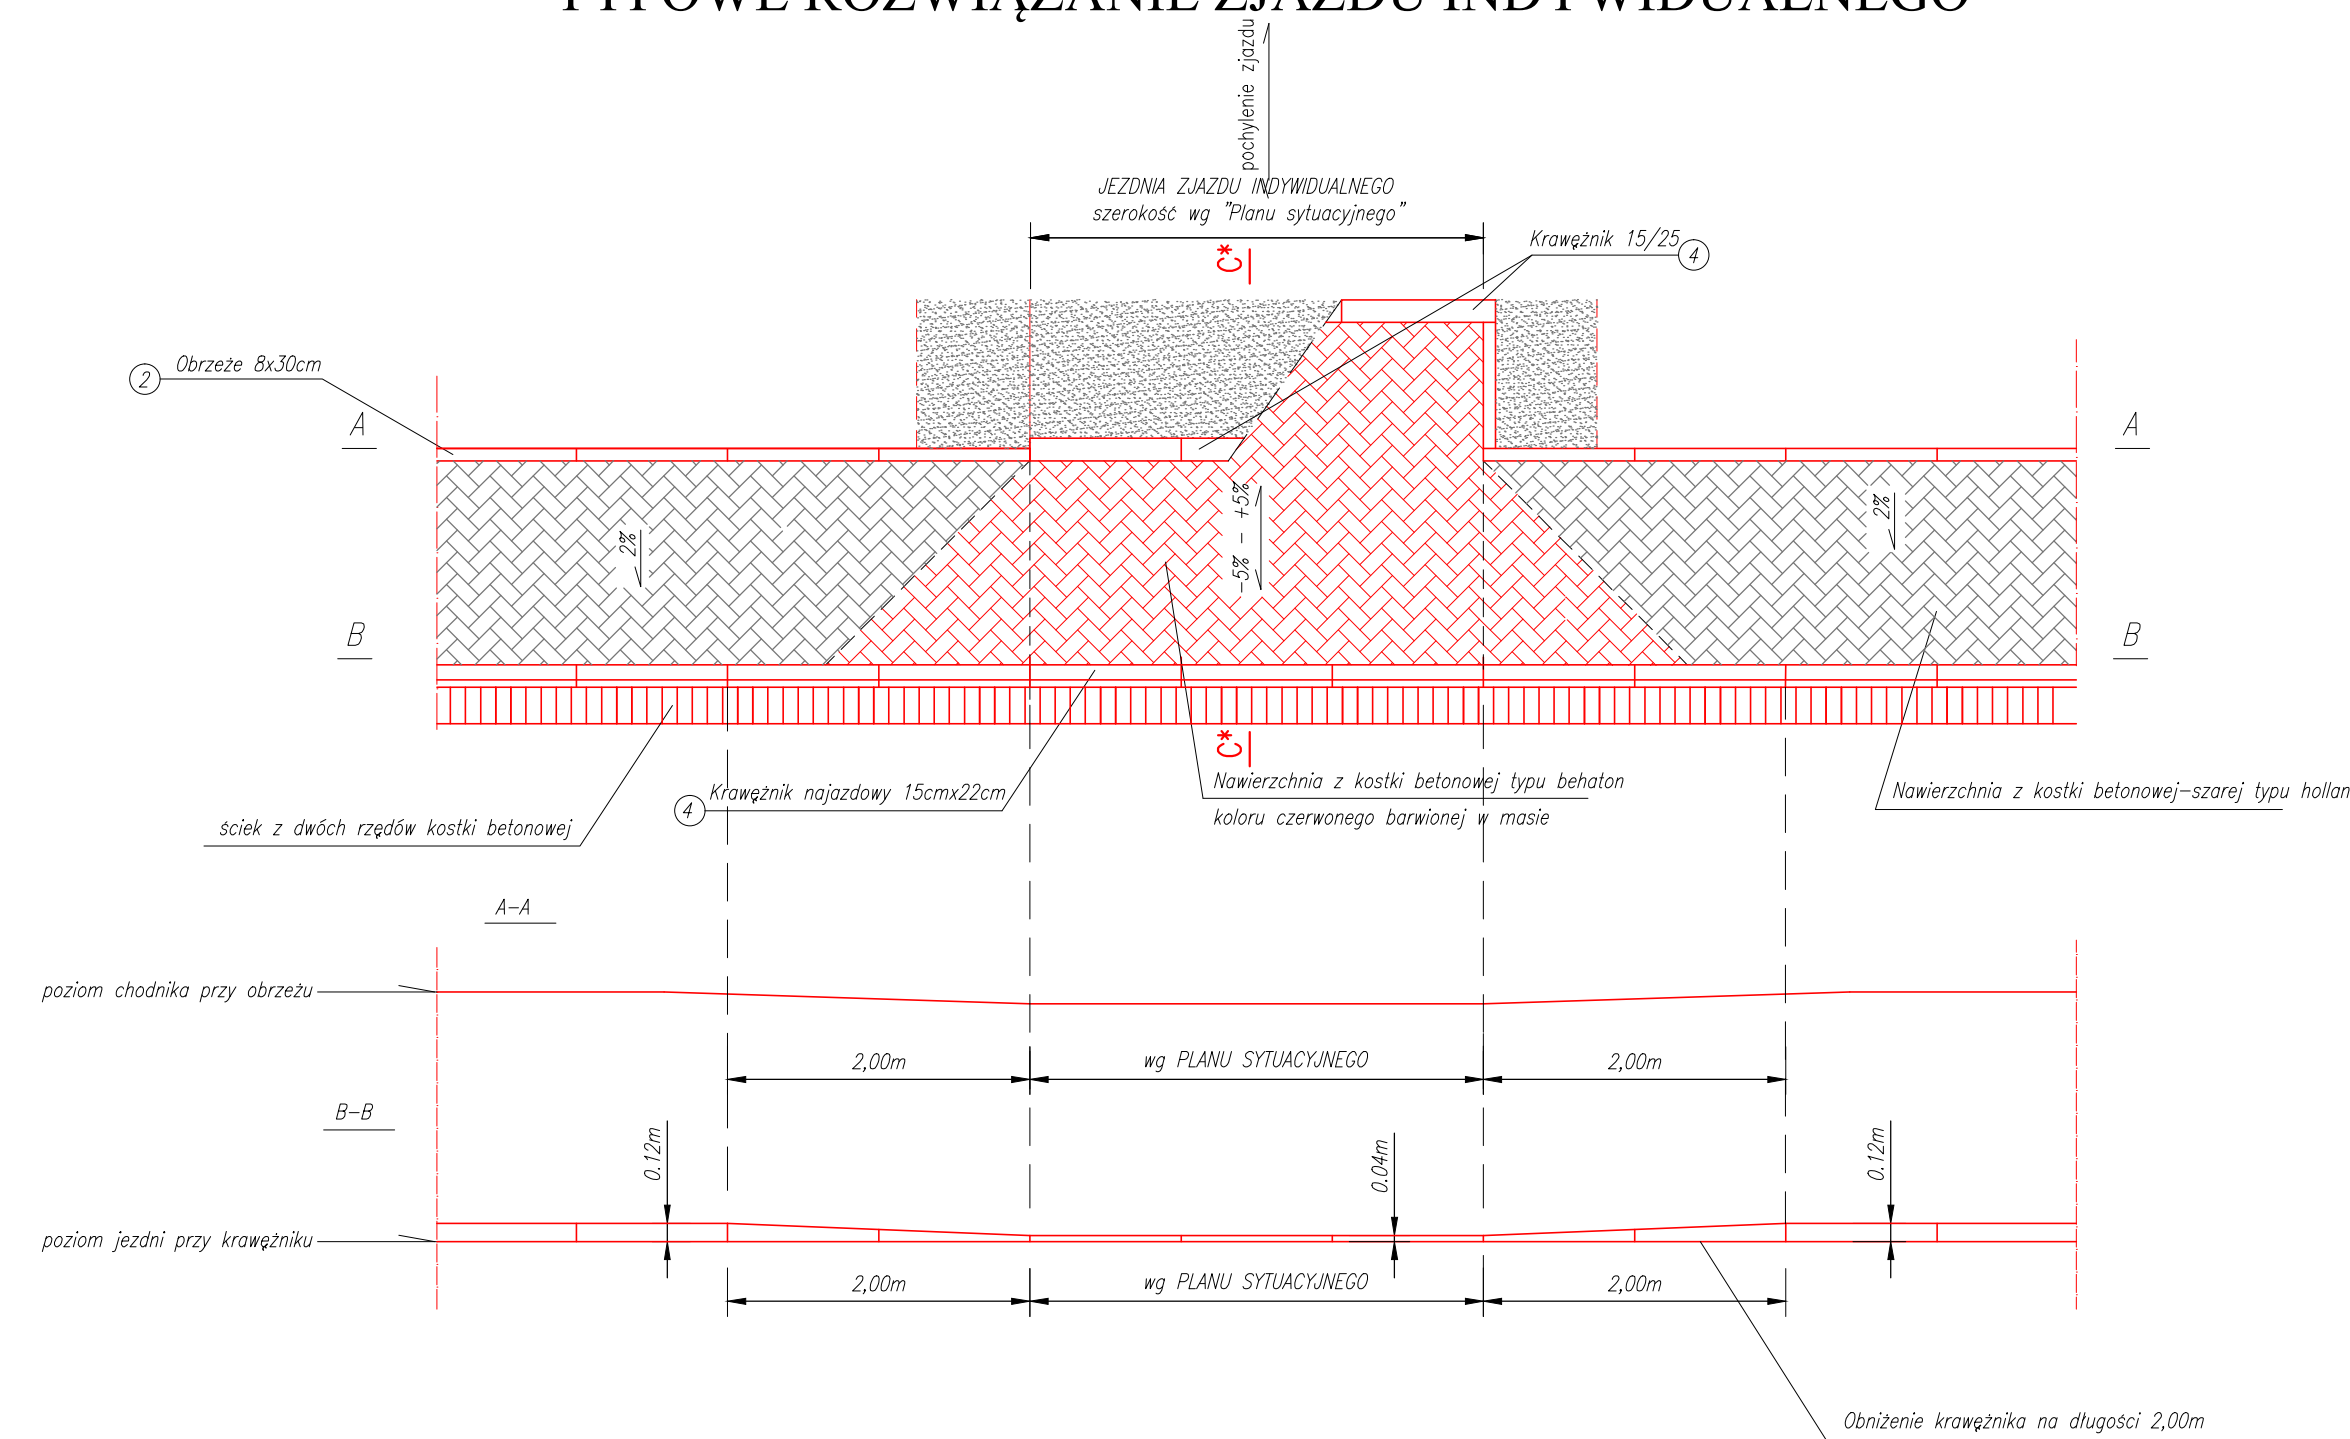 TYPOWE ROZWIĄZANIE ZJAZDU INDYWIDUALNEGO
pochylenie zjazdu
JEZDNIA ZJAZDU INDYWIDUALNEGO
szerokość wg "Planu sytuacyjnego"
C*
Krawężnik 15/25
4
2
Obrzeże 8x30cm
A
A
2%
-5% - +5%
2%
B
B
C*
Krawężnik najazdowy 15cmx22cm
4
Nawierzchnia z kostki betonowej typu behaton
koloru czerwonego barwionej w masie
Nawierzchnia z kostki betonowej-szarej typu hollan
ściek z dwóch rzędów kostki betonowej
A-A
poziom chodnika przy obrzeżu
2,00m
wg PLANU SYTUACYJNEGO
2,00m
B-B
0.12m
0.04m
0.12m
poziom jezdni przy krawężniku
2,00m
wg PLANU SYTUACYJNEGO
2,00m
Obniżenie krawężnika na długości 2,00m